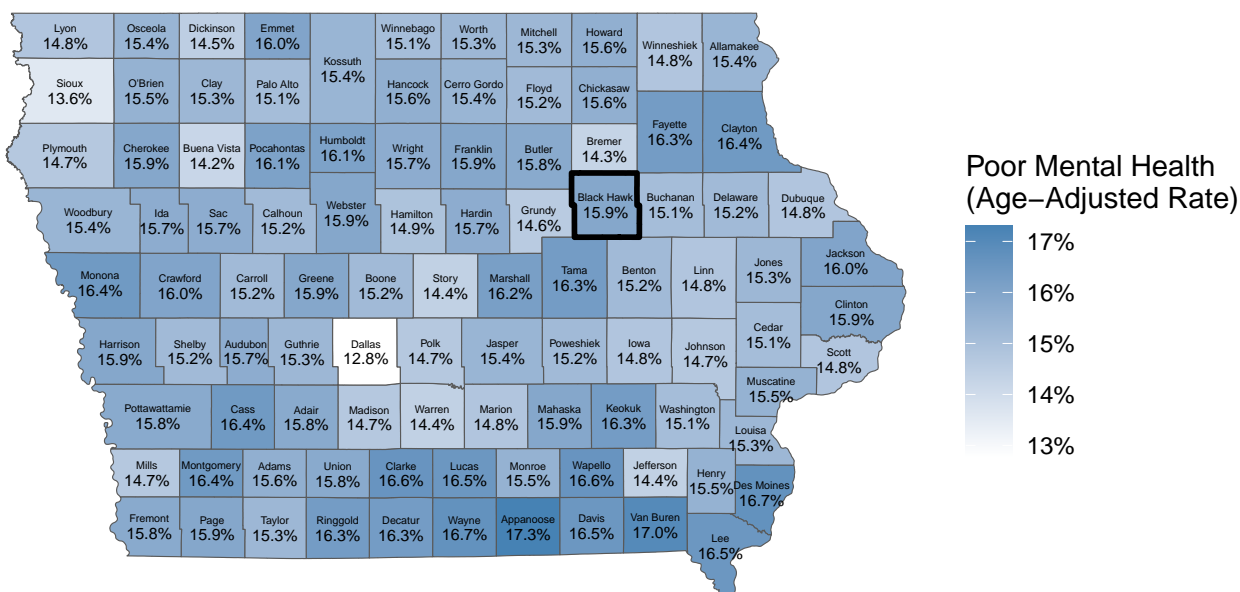 Lyon
14.8%
Osceola
15.4%
Dickinson
14.5%
Emmet
16.0%
Kossuth
15.4%
Winnebago
15.1%
Worth
15.3%
Mitchell
15.3%
Howard
15.6%
Winneshiek
14.8%
Allamakee
15.4%
Sioux
13.6%
O'Brien
15.5%
Clay
15.3%
Palo Alto
15.1%
Hancock
15.6%
Cerro Gordo
15.4%
Floyd
15.2%
Chickasaw
15.6%
Fayette
16.3%
Clayton
16.4%
Plymouth
14.7%
Cherokee
15.9%
Buena Vista
14.2%
Pocahontas
16.1%
Humboldt
16.1%
Wright
15.7%
Franklin
15.9%
Butler
15.8%
Bremer
14.3%
Woodbury
15.4%
Ida
15.7%
Sac
15.7%
Calhoun
15.2%
Webster
15.9%
Hamilton
14.9%
Hardin
15.7%
Grundy
14.6%
Black Hawk
15.9%
Buchanan
15.1%
Delaware
15.2%
Dubuque
14.8%
Monona
16.4%
Crawford
16.0%
Carroll
15.2%
Greene
15.9%
Boone
15.2%
Story
14.4%
Marshall
16.2%
Tama
16.3%
Benton
15.2%
Linn
14.8%
Jones
15.3%
Jackson
16.0%
Clinton
15.9%
Harrison
15.9%
Shelby
15.2%
Audubon
15.7%
Guthrie
15.3%
Dallas
12.8%
Polk
14.7%
Jasper
15.4%
Poweshiek
15.2%
Iowa
14.8%
Johnson
14.7%
Cedar
15.1%
Scott
14.8%
Muscatine
15.5%
Pottawattamie
15.8%
Cass
16.4%
Adair
15.8%
Madison
14.7%
Warren
14.4%
Marion
14.8%
Mahaska
15.9%
Keokuk
16.3%
Washington
15.1%
Louisa
15.3%
Mills
14.7%
Montgomery
16.4%
Adams
15.6%
Union
15.8%
Clarke
16.6%
Lucas
16.5%
Monroe
15.5%
Wapello
16.6%
Jefferson
14.4%
Henry
15.5%
Des Moines
16.7%
Fremont
15.8%
Page
15.9%
Taylor
15.3%
Ringgold
16.3%
Decatur
16.3%
Wayne
16.7%
Appanoose
17.3%
Davis
16.5%
Van Buren
17.0%
Lee
16.5%
Poor Mental Health
(Age−Adjusted Rate)
17%
16%
15%
14%
13%